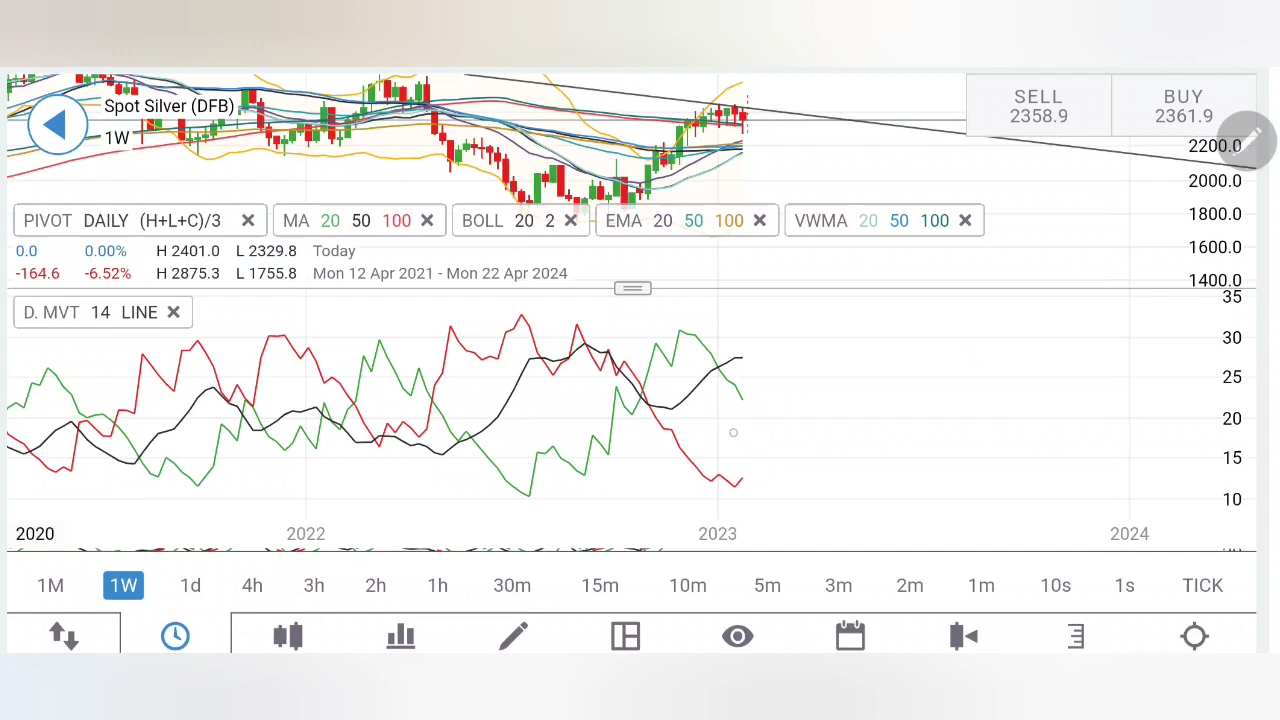 Spot Silver (DFB)
1W
SELL
2358.9
BUY
2361.9
2200.0
2000.0
1800.0
1600.0
1400.0
PIVOT DAILY (H+L+C)/3
MA 20 50 100
BOLL 20 2
EMA 20 50 100
VWMA 20 50 100
0.0 0.00% H 2401.0 L 2329.8 Today
-164.6 -6.52% H 2875.3 L 1755.8 Mon 12 Apr 2021 - Mon 22 Apr 2024
D. MVT 14 LINE
35
30
25
20
15
10
2020 2022 2023 2024
1M 1W 1d 4h 3h 2h 1h 30m 15m 10m 5m 3m 2m 1m 10s 1s TICK